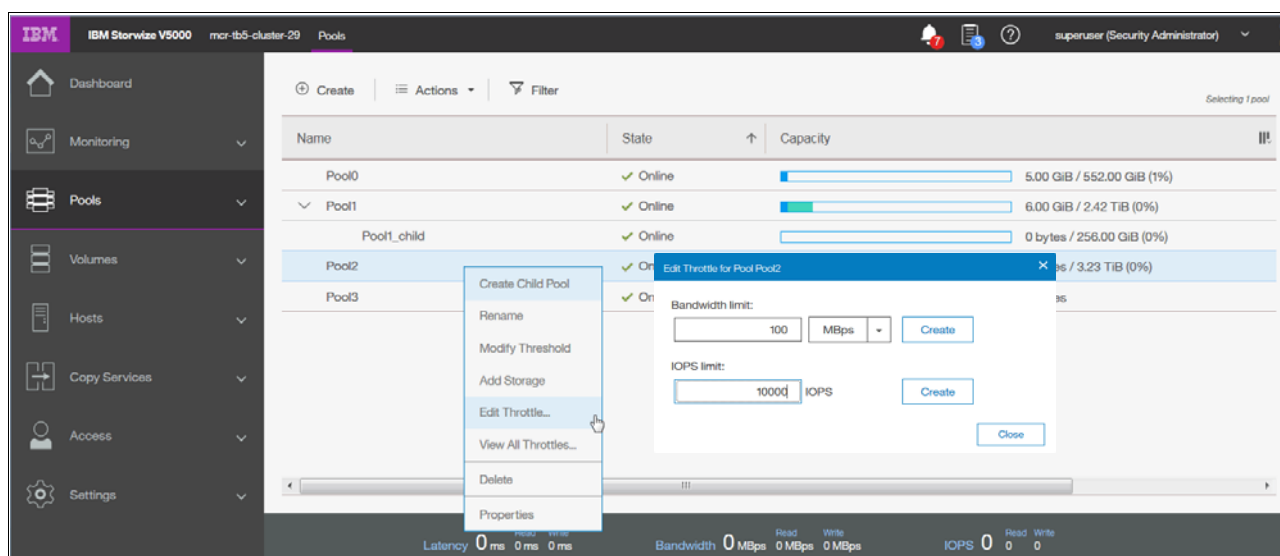 IBM IBM Storwize V5000 mcr-tb5-cluster-29 Pools 7 3 ? superuser (Security Administrator)
Dashboard
Monitoring
Pools
Volumes
Hosts
Copy Services
Access
Settings
Create Actions Filter
Selecting 1 pool
Name State Capacity
Pool0 Online 5.00 GiB / 552.00 GiB (1%)
Pool1 Online 6.00 GiB / 2.42 TiB (0%)
Pool1_child Online 0 bytes / 256.00 GiB (0%)
Pool2 / 3.23 TiB (0%)
Pool3
Create Child Pool
Rename
Modify Threshold
Add Storage
Edit Throttle...
View All Throttles...
Delete
Properties
Edit Throttle for Pool Pool2
Bandwidth limit:
100 MBps Create
IOPS limit:
10000 IOPS Create
Close
Read Write Read Write Read Write
Latency 0 ms 0 ms 0 ms Bandwidth 0 MBps 0 MBps 0 MBps IOPS 0 0 0